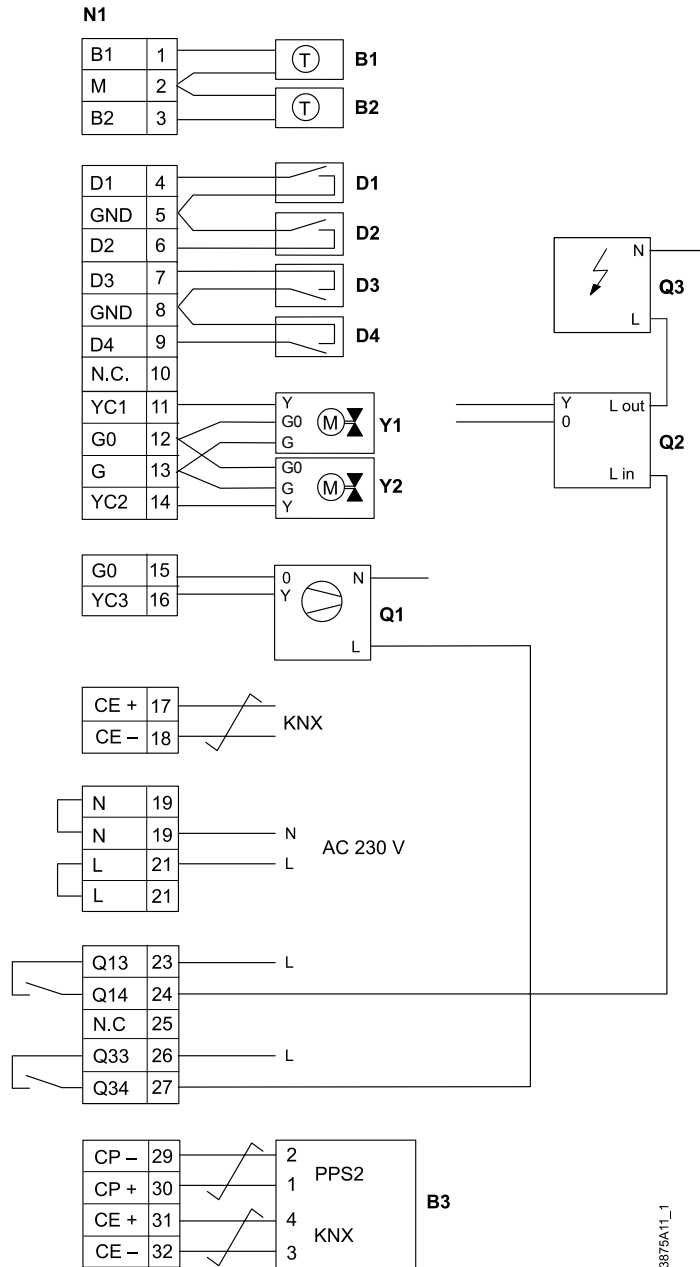 N1
B1 1 T B1
M 2
B2 3 T B2
D1 4 D1
GND 5
D2 6 D2
D3 7 D3
GND 8
D4 9 D4
N.C. 10
YC1 11 Y
G0 12 G0 M Y1
G 13 G
YC2 14 G0
G M Y2
Y
N
Q3
L
Y L out
0 Q2
L in
G0 15 0 N
YC3 16 Y Q1
L
CE + 17
CE – 18 KNX
N 19
N 19 N
L 21 L AC 230 V
L 21
Q13 23 L
Q14 24
N.C 25
Q33 26 L
Q34 27
CP – 29 2
CP + 30 1 PPS2
CE + 31 4 B3
CE – 32 3 KNX
3875A11_1